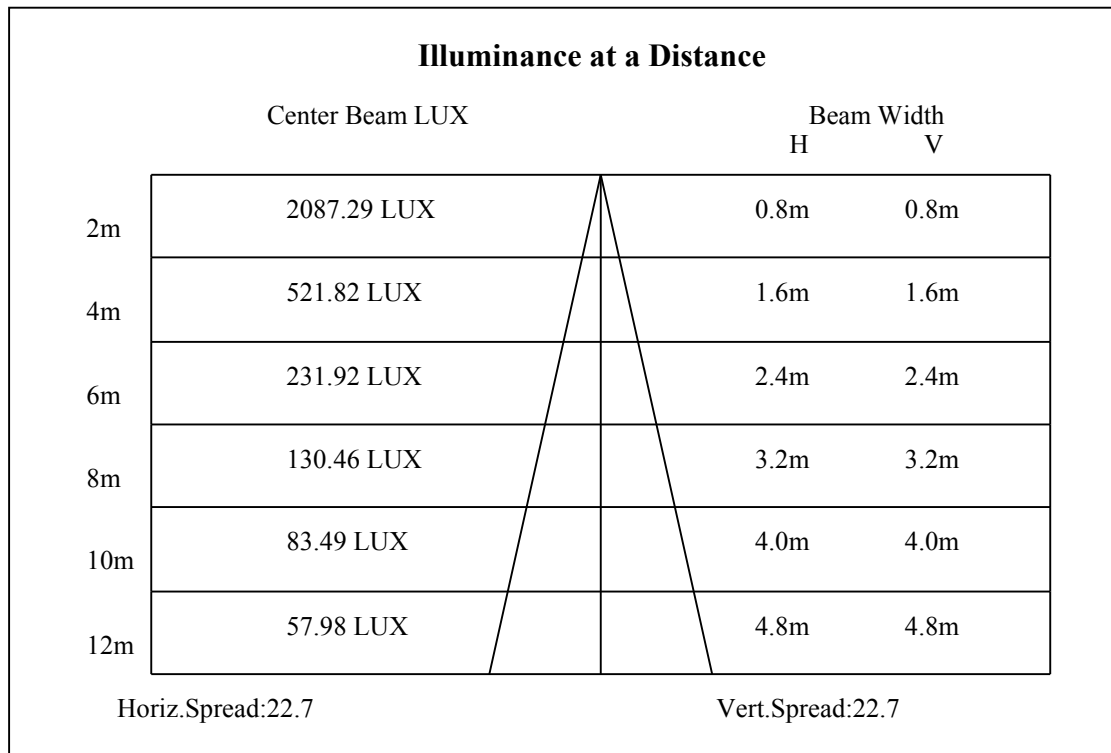 Illuminance at a Distance
Center Beam LUX Beam Width
H V
2m 2087.29 LUX 0.8m 0.8m
4m 521.82 LUX 1.6m 1.6m
6m 231.92 LUX 2.4m 2.4m
8m 130.46 LUX 3.2m 3.2m
10m 83.49 LUX 4.0m 4.0m
12m 57.98 LUX 4.8m 4.8m
Horiz.Spread:22.7 Vert.Spread:22.7